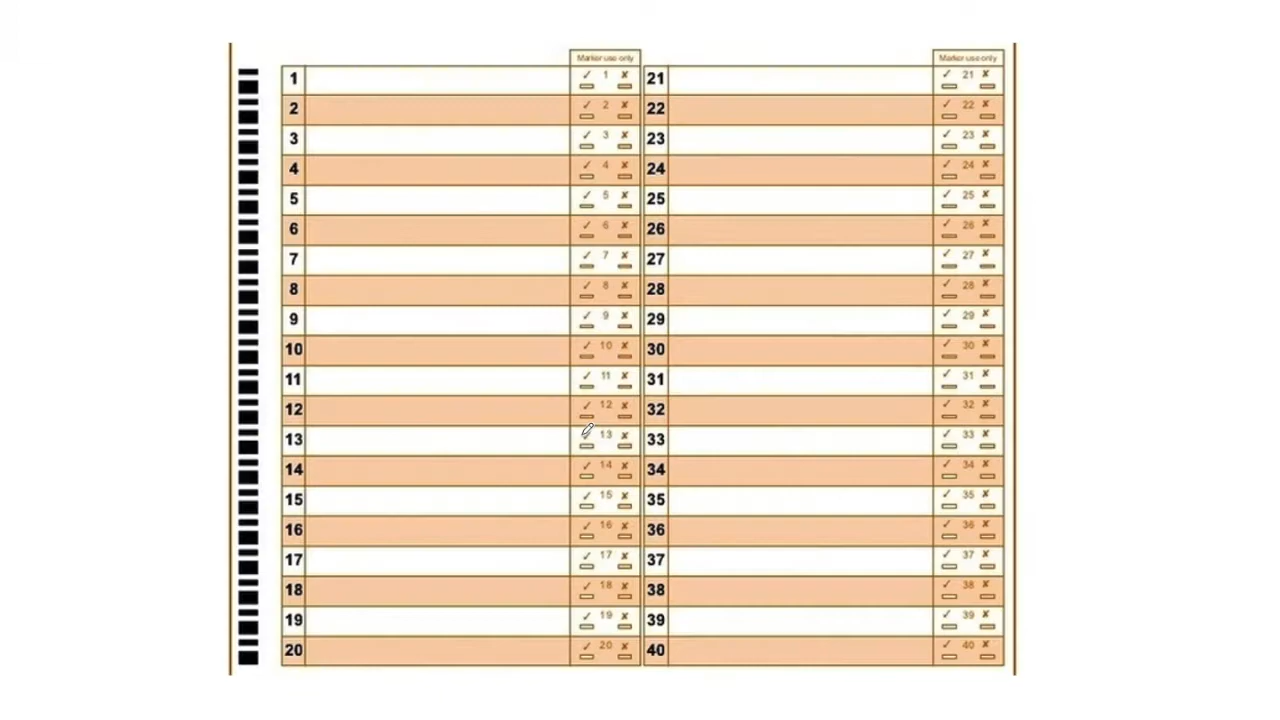 Marker use only
1 ✓ 1 ✗
2 ✓ 2 ✗
3 ✓ 3 ✗
4 ✓ 4 ✗
5 ✓ 5 ✗
6 ✓ 6 ✗
7 ✓ 7 ✗
8 ✓ 8 ✗
9 ✓ 9 ✗
10 ✓ 10 ✗
11 ✓ 11 ✗
12 ✓ 12 ✗
13 ✓ 13 ✗
14 ✓ 14 ✗
15 ✓ 15 ✗
16 ✓ 16 ✗
17 ✓ 17 ✗
18 ✓ 18 ✗
19 ✓ 19 ✗
20 ✓ 20 ✗
Marker use only
21 ✓ 21 ✗
22 ✓ 22 ✗
23 ✓ 23 ✗
24 ✓ 24 ✗
25 ✓ 25 ✗
26 ✓ 26 ✗
27 ✓ 27 ✗
28 ✓ 28 ✗
29 ✓ 29 ✗
30 ✓ 30 ✗
31 ✓ 31 ✗
32 ✓ 32 ✗
33 ✓ 33 ✗
34 ✓ 34 ✗
35 ✓ 35 ✗
36 ✓ 36 ✗
37 ✓ 37 ✗
38 ✓ 38 ✗
39 ✓ 39 ✗
40 ✓ 40 ✗